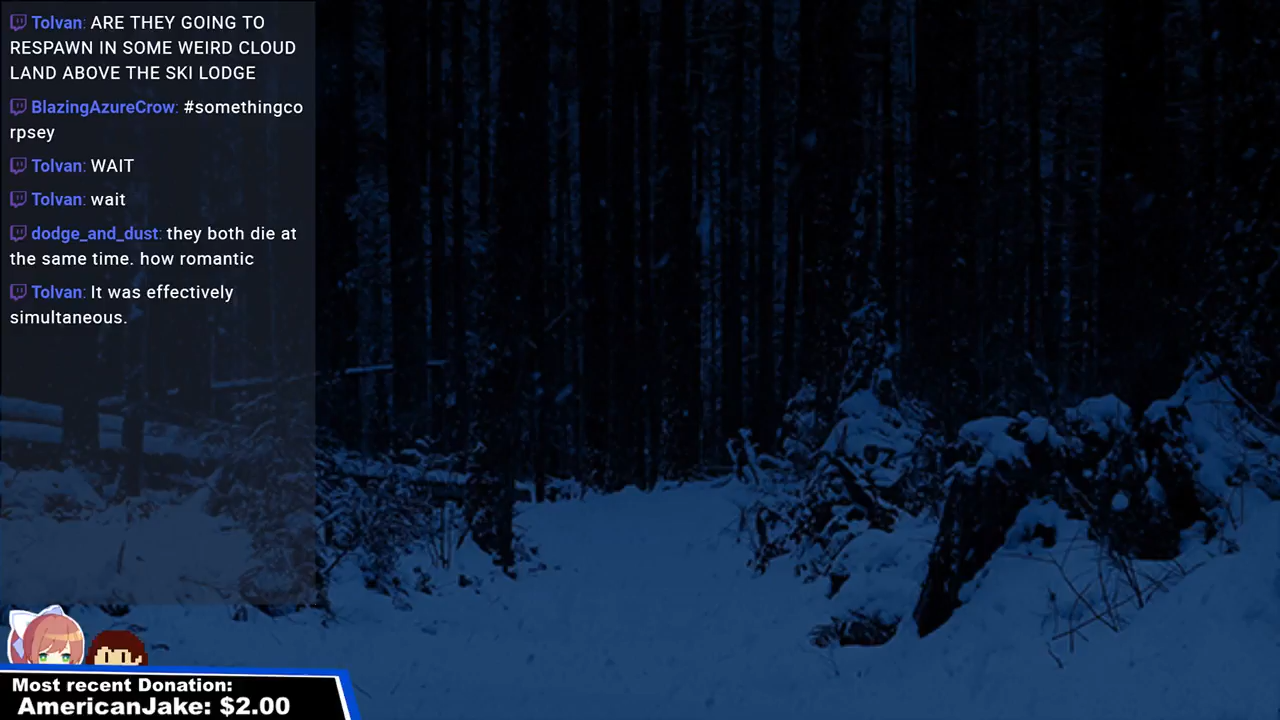 Tolvan: ARE THEY GOING TO
RESPAWN IN SOME WEIRD CLOUD
LAND ABOVE THE SKI LODGE
BlazingAzureCrow: #somethingco
rpsey
Tolvan: WAIT
Tolvan: wait
dodge_and_dust: they both die at
the same time. how romantic
Tolvan: It was effectively
simultaneous.
Most recent Donation:
AmericanJake: $2.00